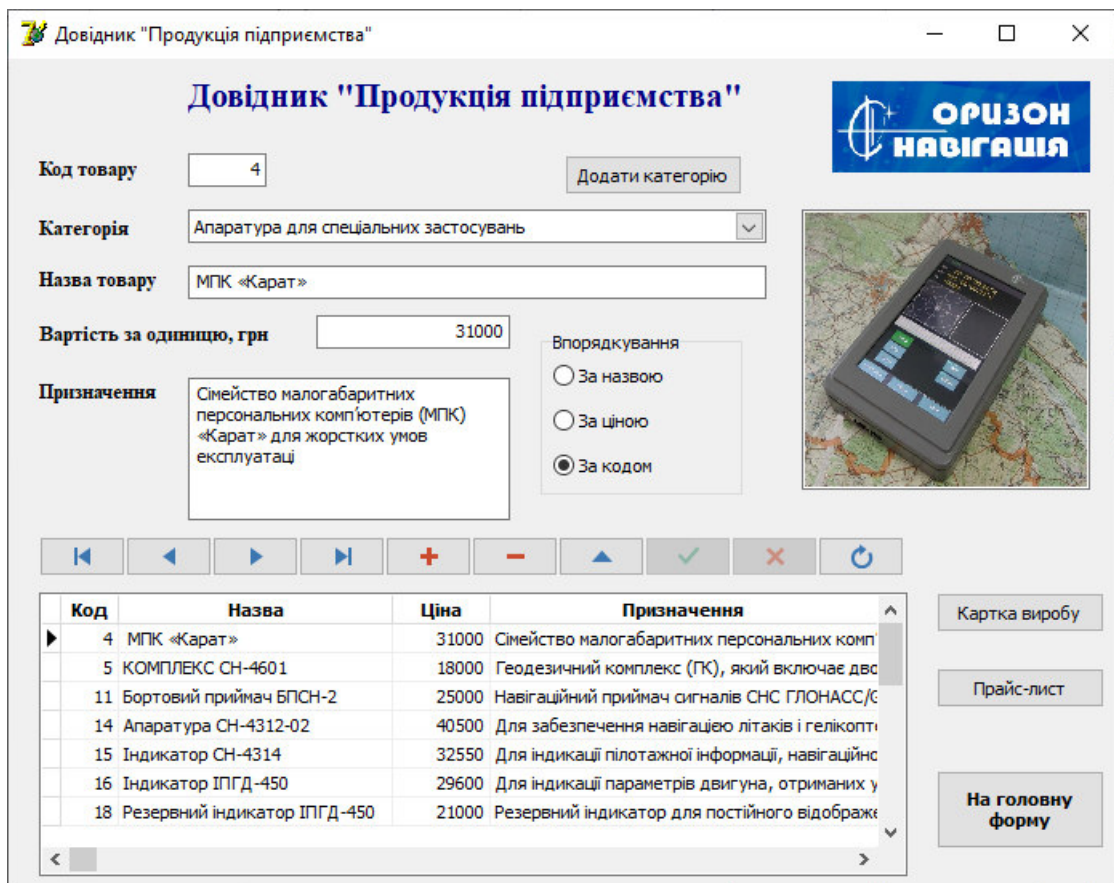 Довідник "Продукція підприємства"
Довідник "Продукція підприємства"
ОРИЗОН
НАВІГАЦІЯ
Код товару
4
Додати категорію
Категорія
Апаратура для спеціальних застосувань
Назва товару
МПК «Карат»
Вартість за одиницю, грн
31000
Впорядкування
За назвою
За ціною
За кодом
Призначення
Сімейство малогабаритних
персональних комп'ютерів (МПК)
«Карат» для жорстких умов
експлуатаці
Код Назва Ціна Призначення
4 МПК «Карат» 31000 Сімейство малогабаритних персональних комп'
5 КОМПЛЕКС СН-4601 18000 Геодезичний комплекс (ГК), який включає дво
11 Бортовий приймач БПСН-2 25000 Навігаційний приймач сигналів СНС ГЛОНАСС/G
14 Апаратура СН-4312-02 40500 Для забезпечення навігацією літаків і гелікопт
15 Індикатор СН-4314 32550 Для індикації пілотажної інформації, навігаційно
16 Індикатор ІПГД-450 29600 Для індикації параметрів двигуна, отриманих у
18 Резервний індикатор ІПГД-450 21000 Резервний індикатор для постійного відображе
Картка виробу
Прайс-лист
На головну
форму